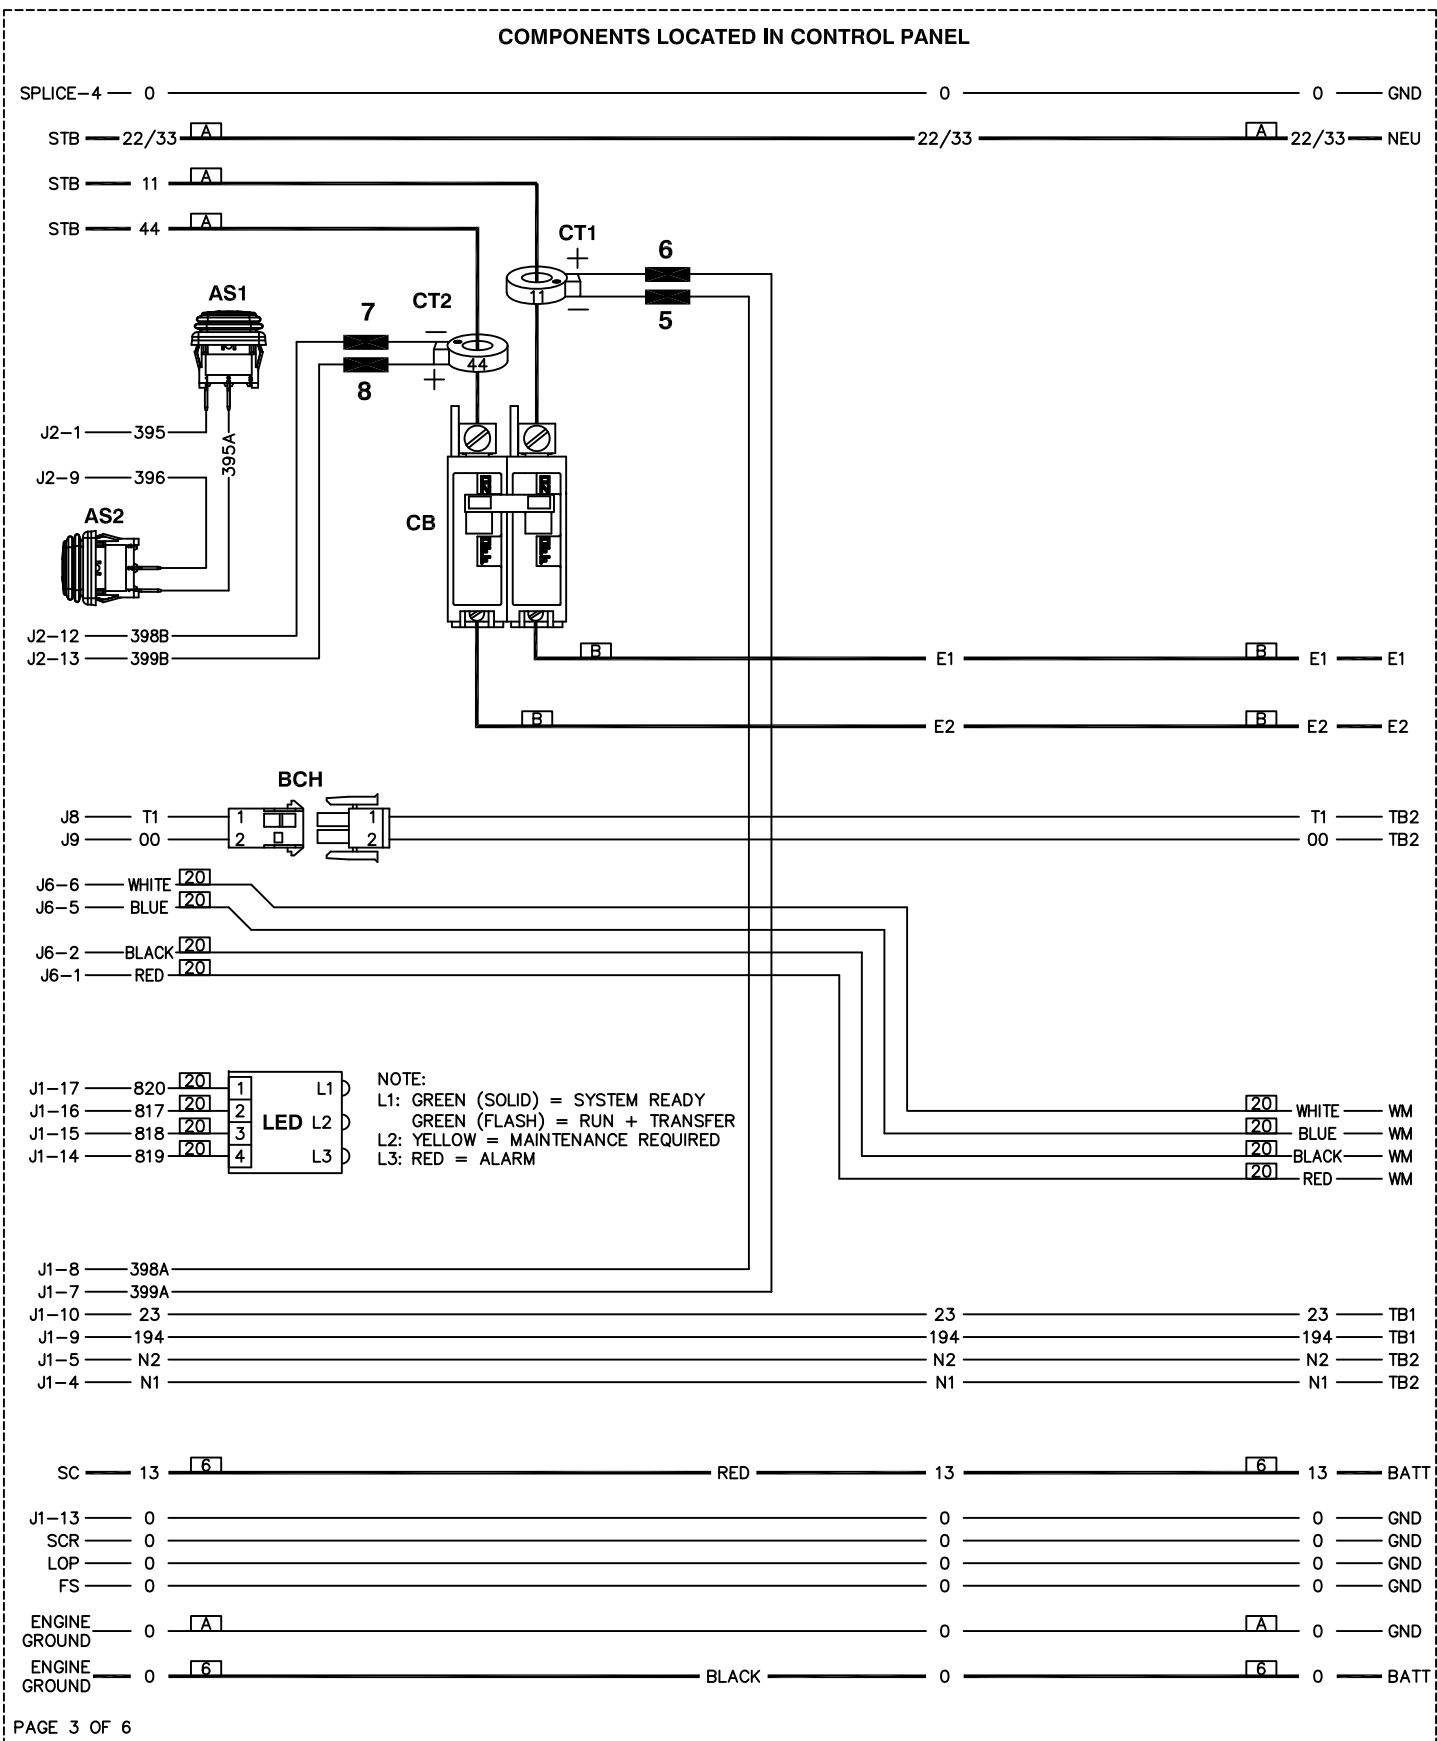 COMPONENTS LOCATED IN CONTROL PANEL
SPLICE-4 0 0 0 GND
STB 22/33 A 22/33 A 22/33 NEU
STB 11 A
STB 44 A
CT1
+
6
11
-
5
AS1
CT2
7
-
44
+
8
J2-1 395
395A
J2-9 396
AS2
CB
J2-12 398B
J2-13 399B
B E1 B E1 E1
B E2 B E2 E2
BCH
J8 T1 1 1 T1 TB2
J9 00 2 2 00 TB2
J6-6 WHITE 20
J6-5 BLUE 20
J6-2 BLACK 20
J6-1 RED 20
J1-17 820 20 1 L1
J1-16 817 20 2
LED L2
J1-15 818 20 3
J1-14 819 20 4 L3
NOTE:
L1: GREEN (SOLID) = SYSTEM READY
GREEN (FLASH) = RUN + TRANSFER
L2: YELLOW = MAINTENANCE REQUIRED
L3: RED = ALARM
20 WHITE WM
20 BLUE WM
20 BLACK WM
20 RED WM
J1-8 398A
J1-7 399A
J1-10 23 23 23 TB1
J1-9 194 194 194 TB1
J1-5 N2 N2 N2 TB2
J1-4 N1 N1 N1 TB2
SC 13 6 RED 13 6 13 BATT
J1-13 0 0 0 GND
SCR 0 0 0 GND
LOP 0 0 0 GND
FS 0 0 0 GND
ENGINE
GROUND 0 A 0 A 0 GND
ENGINE
GROUND 0 6 BLACK 0 6 0 BATT
PAGE 3 OF 6